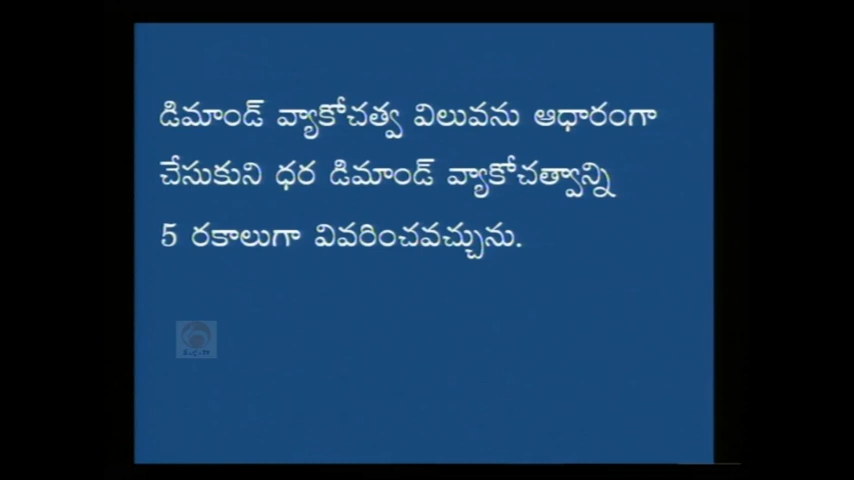 డిమాండ్ వ్యాకోచత్వ విలువను ఆధారంగా
చేసుకుని ధర డిమాండ్ వ్యాకోచత్వాన్ని
5 రకాలుగా వివరించవచ్చును.